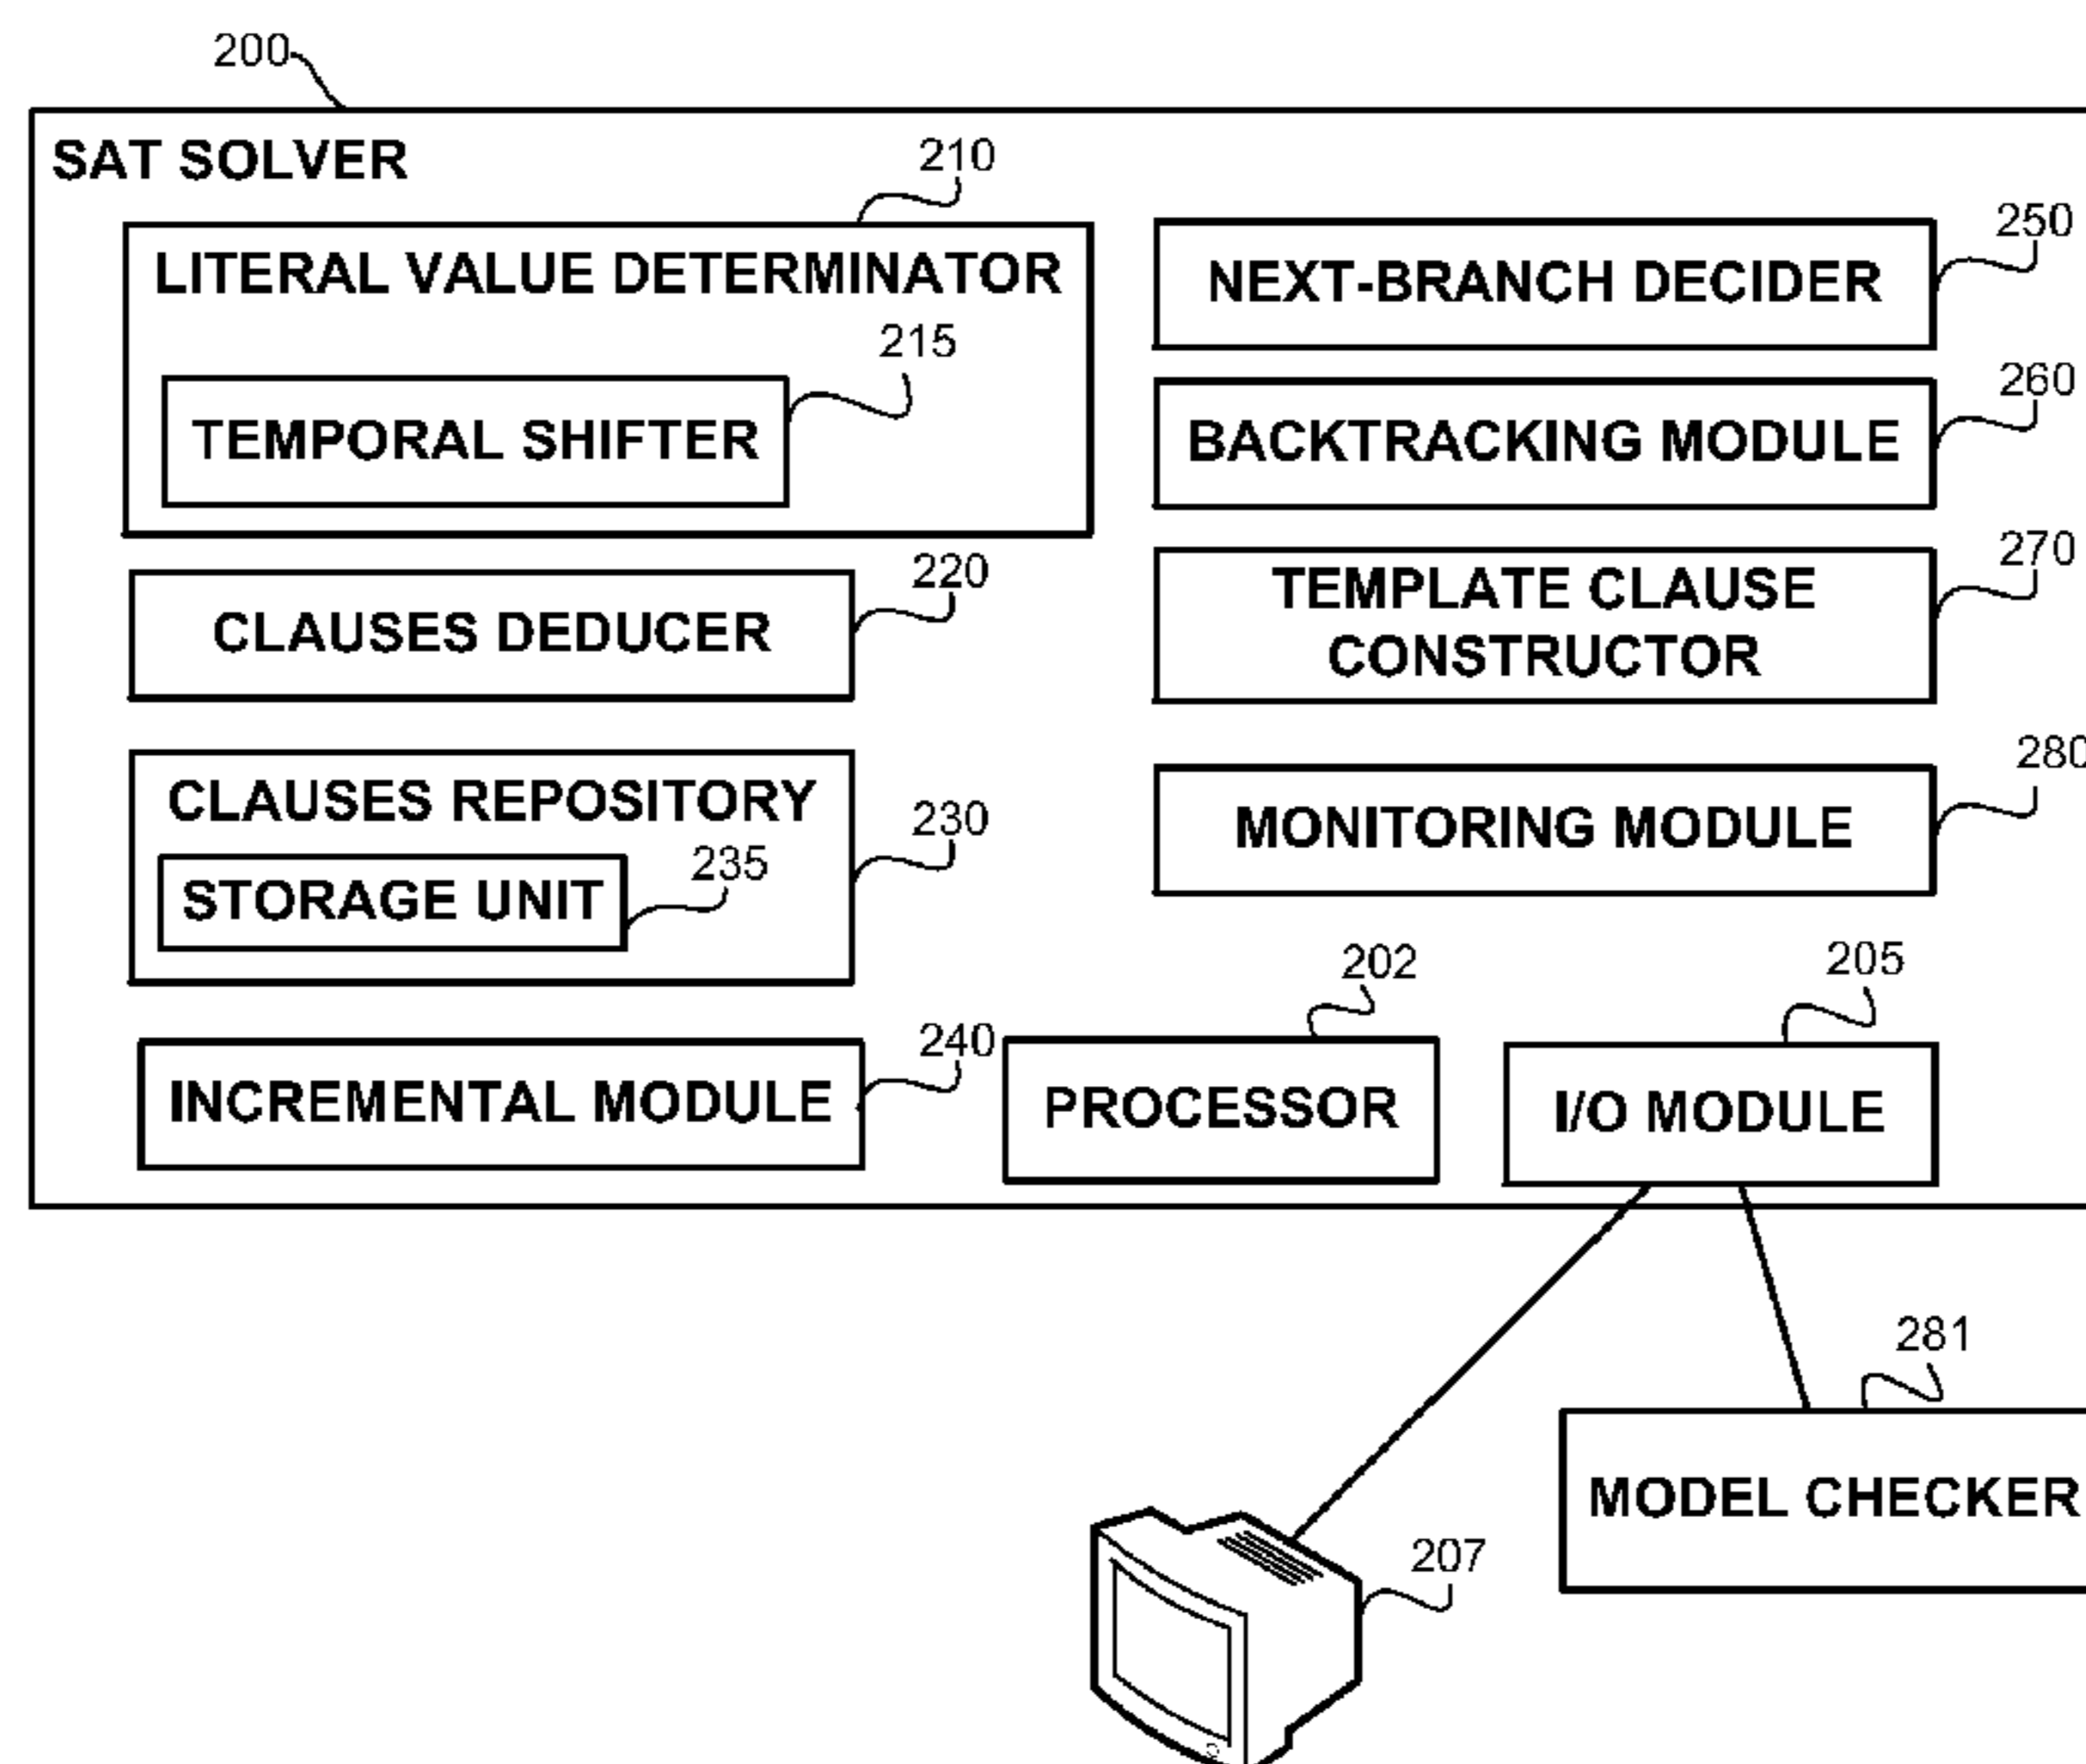 200
SAT SOLVER
210
LITERAL VALUE DETERMINATOR
215
TEMPORAL SHIFTER
220
CLAUSES DEDUCER
CLAUSES REPOSITORY
230
235
STORAGE UNIT
240
INCREMENTAL MODULE
250
NEXT-BRANCH DECIDER
260
BACKTRACKING MODULE
270
TEMPLATE CLAUSE
CONSTRUCTOR
280
MONITORING MODULE
202
PROCESSOR
205
I/O MODULE
281
MODEL CHECKER
207